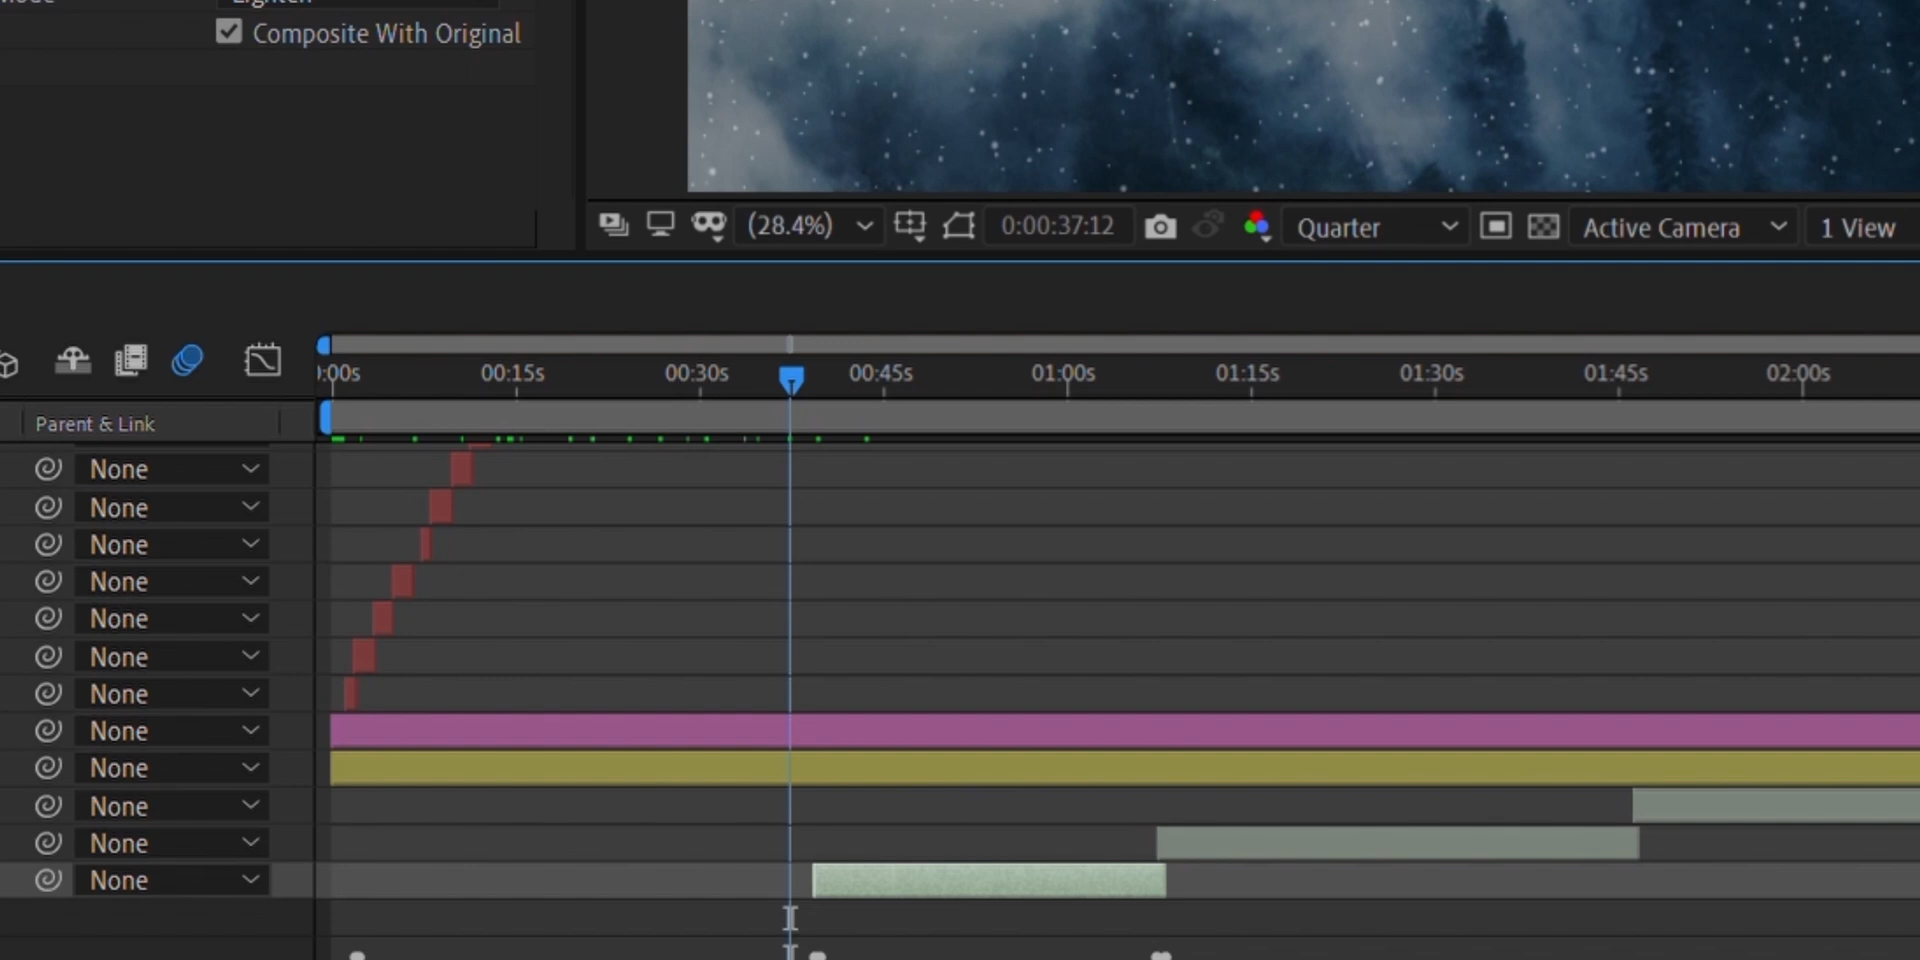 Composite With Original
(28.4%) 0:00:37:12 Quarter Active Camera 1 View
00:15s 00:30s 00:45s 01:00s 01:15s 01:30s 01:45s 02:00s
Parent & Link
None
None
None
None
None
None
None
None
None
None
None
None